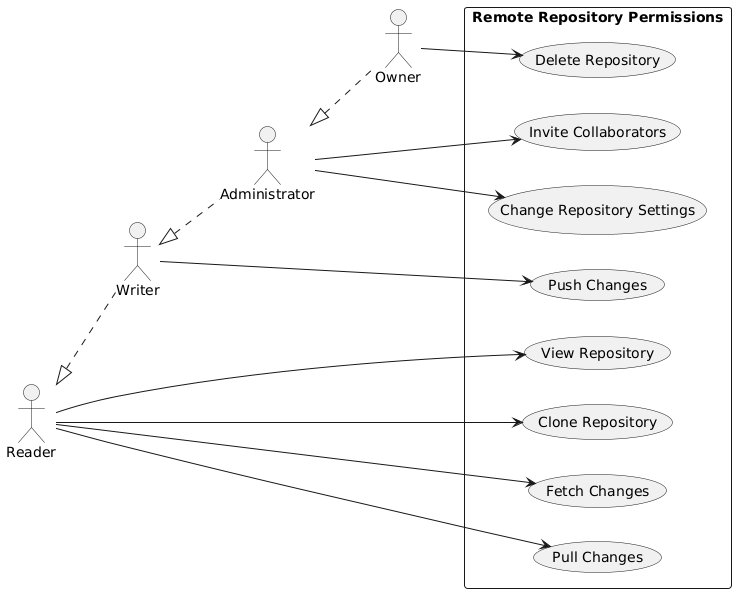 Remote Repository Permissions
Owner
Delete Repository
Administrator
Invite Collaborators
Change Repository Settings
Writer
Push Changes
View Repository
Reader
Clone Repository
Fetch Changes
Pull Changes